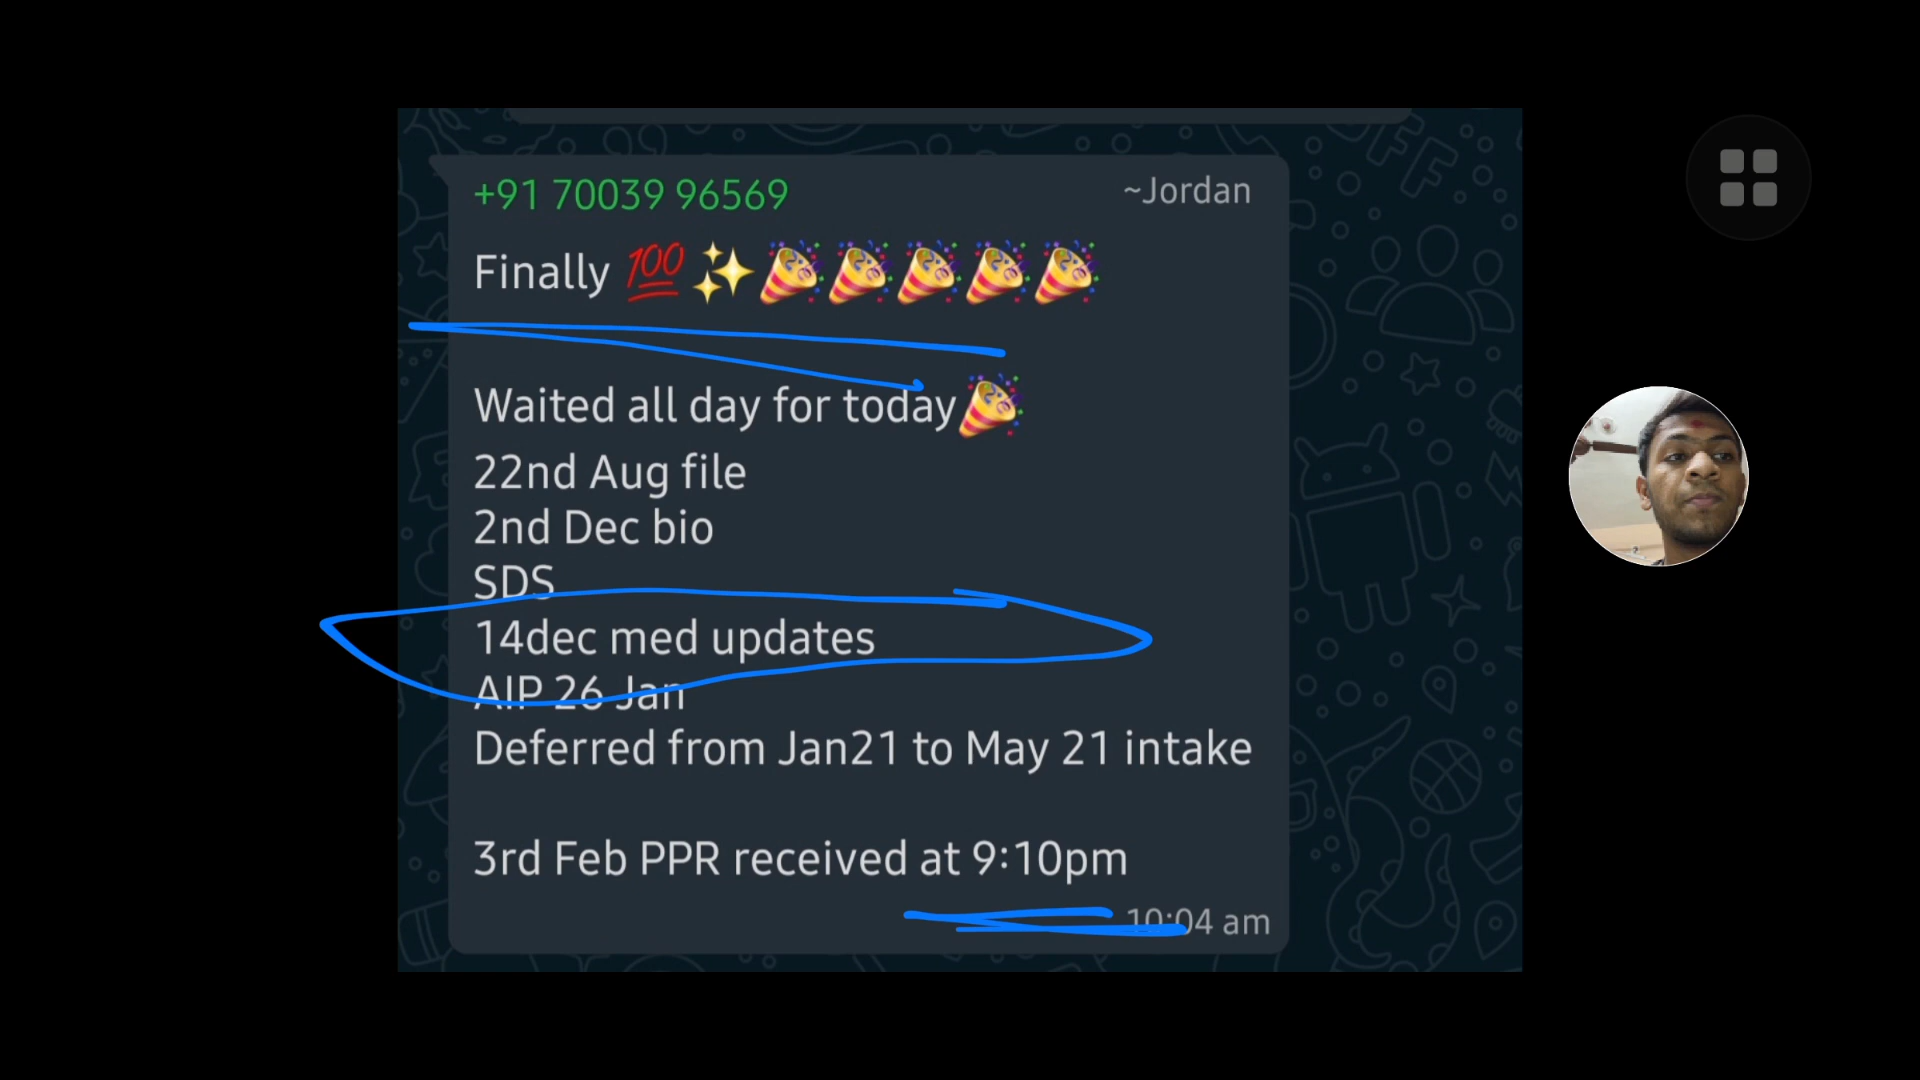 +91 70039 96569 ~Jordan
Finally 💯✨🎉🎉🎉🎉🎉
Waited all day for today🎉
22nd Aug file
2nd Dec bio
SDS
14dec med updates
AIP 26 Jan
Deferred from Jan21 to May 21 intake
3rd Feb PPR received at 9:10pm
10:04 am